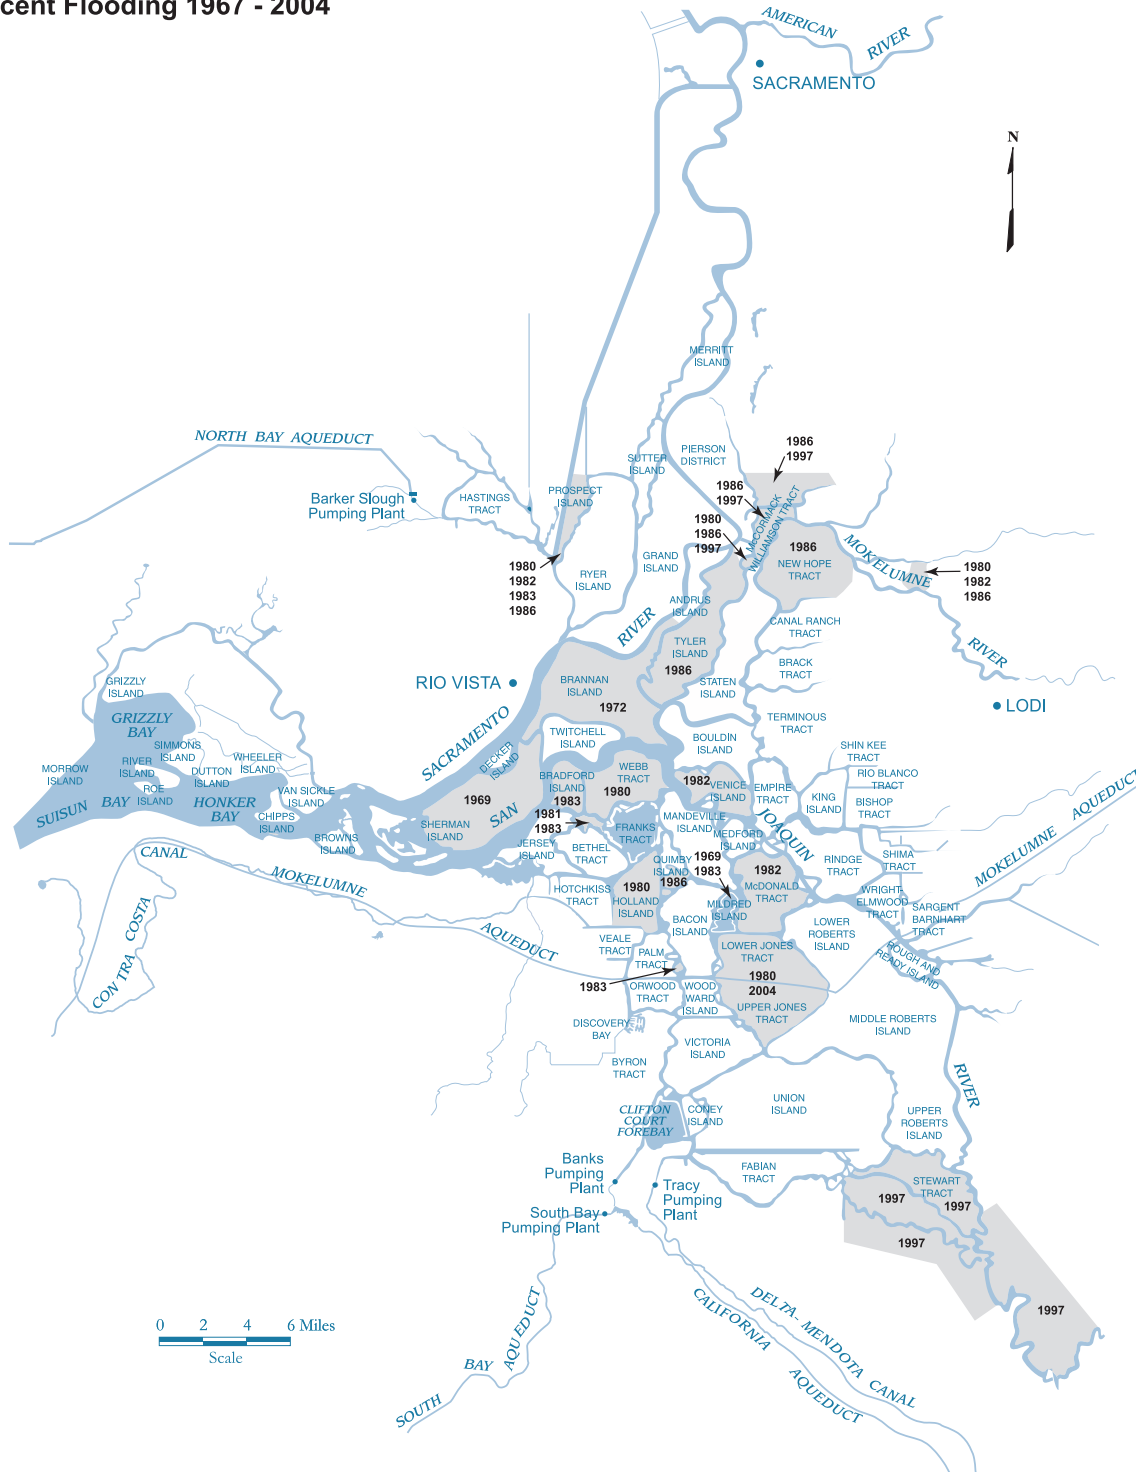 cent Flooding 1967 - 2004
AMERICAN
RIVER
SACRAMENTO
N
MERRITT
ISLAND
NORTH BAY AQUEDUCT
PIERSON
DISTRICT
SUTTER
ISLAND
1986
1997
Barker Slough
Pumping Plant
HASTINGS
TRACT
PROSPECT
ISLAND
1986
1997
McCORMACK
WILLIAMSON TRACT
1980
1986
1997
1986
NEW HOPE
TRACT
MOKELUMNE
RIVER
1980
1982
1986
1980
1982
1983
1986
RYER
ISLAND
GRAND
ISLAND
ANDRUS
ISLAND
RIVER
CANAL RANCH
TRACT
TYLER
ISLAND
1986
BRACK
TRACT
STATEN
ISLAND
GRIZZLY
ISLAND
RIO VISTA
BRANNAN
ISLAND
1972
LODI
GRIZZLY
BAY
SACRAMENTO
TERMINOUS
TRACT
TWITCHELL
ISLAND
BOULDIN
ISLAND
SIMMONS
ISLAND
WHEELER
ISLAND
SHIN KEE
TRACT
MORROW
ISLAND
RIVER
ISLAND
DUTTON
ISLAND
DECKER
ISLAND
BRADFORD
ISLAND
1983
WEBB
TRACT
1980
1982
VENICE
ISLAND
EMPIRE
TRACT
RIO BLANCO
TRACT
ROE
ISLAND
VAN SICKLE
ISLAND
KING
ISLAND
BISHOP
TRACT
SUISUN BAY
HONKER
BAY
CHIPPS
ISLAND
1969
SAN
JOAQUIN
MOKELUMNE AQUEDUCT
BROWNS
ISLAND
SHERMAN
ISLAND
1981
1983
FRANKS
TRACT
MANDEVILLE
ISLAND
MEDFORD
ISLAND
JERSEY
ISLAND
BETHEL
TRACT
CANAL
CONTRA COSTA
MOKELUMNE
AQUEDUCT
QUIMBY
ISLAND
1986
1969
1983
1982
McDONALD
TRACT
RINDGE
TRACT
SHIMA
TRACT
HOTCHKISS
TRACT
1980
HOLLAND
ISLAND
MILDRED
ISLAND
WRIGHT-
ELMWOOD
TRACT
SARGENT
BARNHART
TRACT
BACON
ISLAND
LOWER
ROBERTS
ISLAND
VEALE
TRACT
PALM
TRACT
LOWER JONES
TRACT
ROUGH AND
READY ISLAND
1983
ORWOOD
TRACT
WOOD
WARD
ISLAND
1980
2004
UPPER JONES
TRACT
DISCOVERY
BAY
MIDDLE ROBERTS
ISLAND
VICTORIA
ISLAND
BYRON
TRACT
RIVER
CLIFTON
COURT
FOREBAY
CONEY
ISLAND
UNION
ISLAND
UPPER
ROBERTS
ISLAND
Banks
Pumping
Plant
FABIAN
TRACT
Tracy
Pumping
Plant
STEWART
TRACT
1997
1997
South Bay
Pumping Plant
1997
1997
DELTA-MENDOTA CANAL
CALIFORNIA
AQUEDUCT
0 2 4 6 Miles
Scale
SOUTH BAY AQUEDUCT